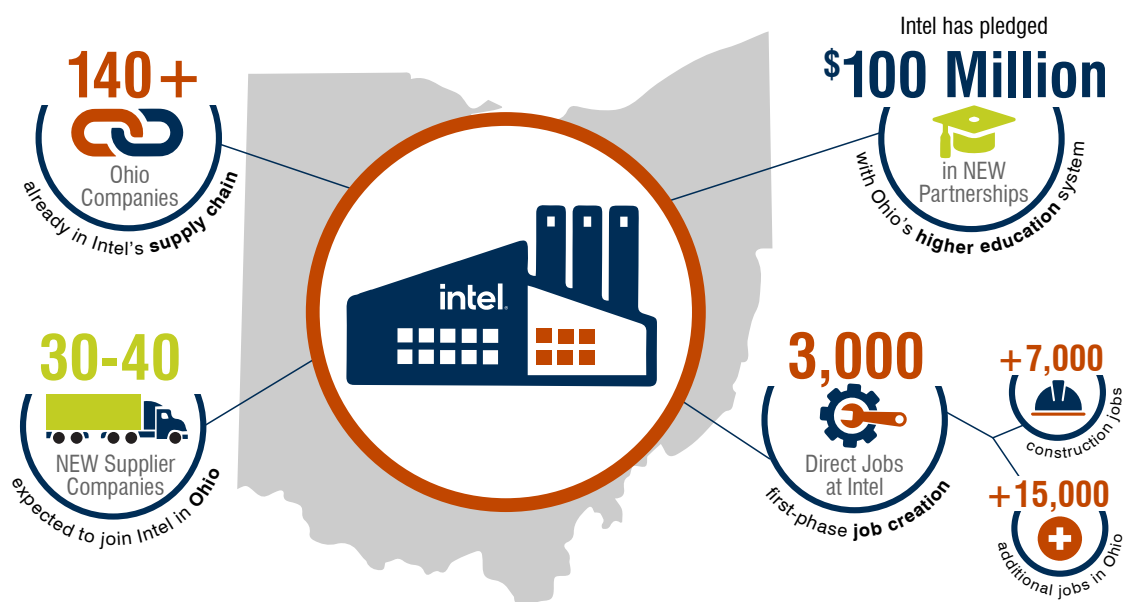 140+
Ohio
Companies
already in Intel's supply chain
Intel has pledged
$100 Million
in NEW
Partnerships
with Ohio's higher education system
intel.
30-40
NEW Supplier
Companies
expected to join Intel in Ohio
3,000
Direct Jobs
at Intel
first-phase job creation
+7,000
construction jobs
+15,000
additional jobs in Ohio